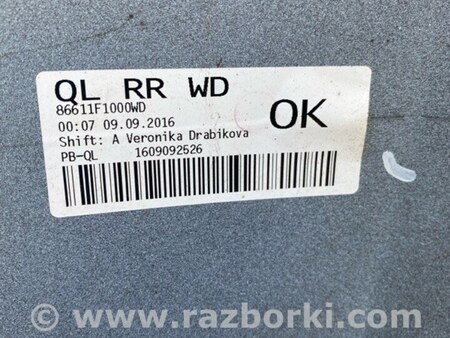 QL RR WD
86611F1000WD
00:07 09.09.2016
OK
Shift: A Veronika Drabikova
PB-QL 1609092526
© www.razborki.com